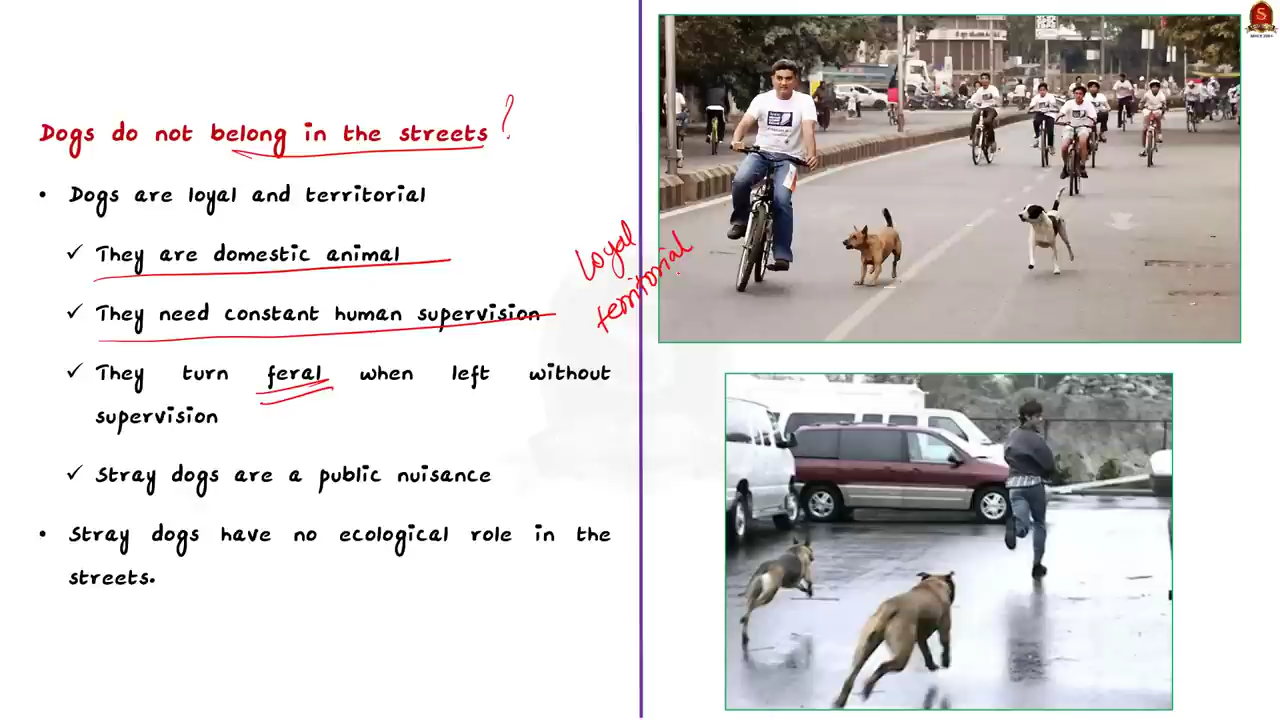 Dogs do not belong in the streets ?
• Dogs are loyal and territorial
✓ They are domestic animal
✓ They need constant human supervision
✓ They turn feral when left without
supervision
✓ Stray dogs are a public nuisance
• Stray dogs have no ecological role in the
streets.
loyal
territorial
S